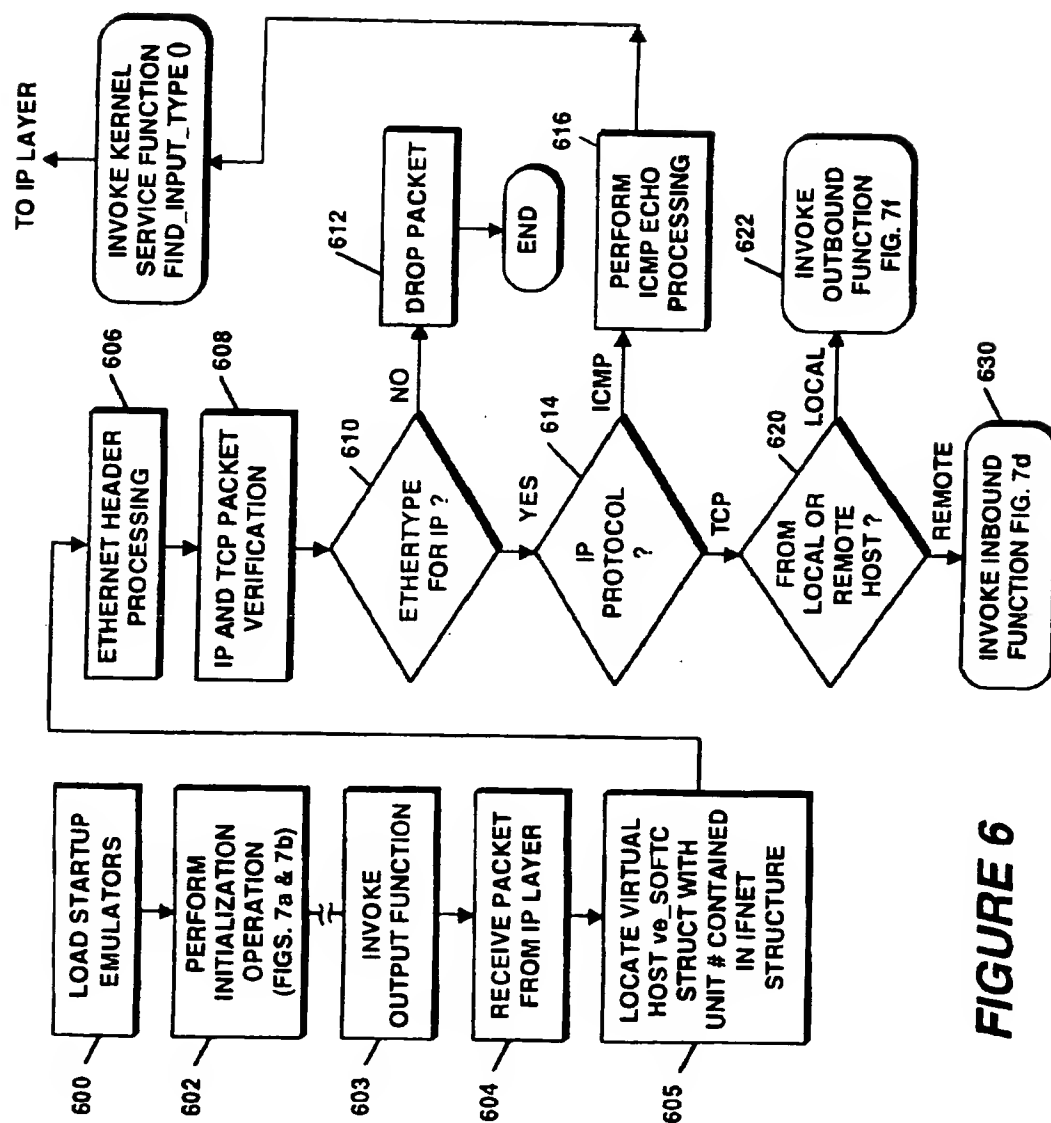 600
LOAD STARTUP
EMULATORS
602
PERFORM
INITIALIZATION
OPERATION
(FIGS. 7a & 7b)
603
INVOKE
OUTPUT FUNCTION
604
RECEIVE PACKET
FROM IP LAYER
605
LOCATE VIRTUAL
HOST ve_SOFTC
STRUCT WITH
UNIT # CONTAINED
IN IFNET
STRUCTURE
606
ETHERNET HEADER
PROCESSING
608
IP AND TCP PACKET
VERIFICATION
610
ETHERTYPE
FOR IP ?
NO
YES
612
DROP PACKET
END
614
IP
PROTOCOL
?
ICMP
TCP
616
PERFORM
ICMP ECHO
PROCESSING
TO IP LAYER
INVOKE KERNEL
SERVICE FUNCTION
FIND_INPUT_TYPE ()
620
FROM
LOCAL OR
REMOTE
HOST ?
LOCAL
REMOTE
622
INVOKE
OUTBOUND
FUNCTION
FIG. 7f
630
INVOKE INBOUND
FUNCTION FIG. 7d
FIGURE 6